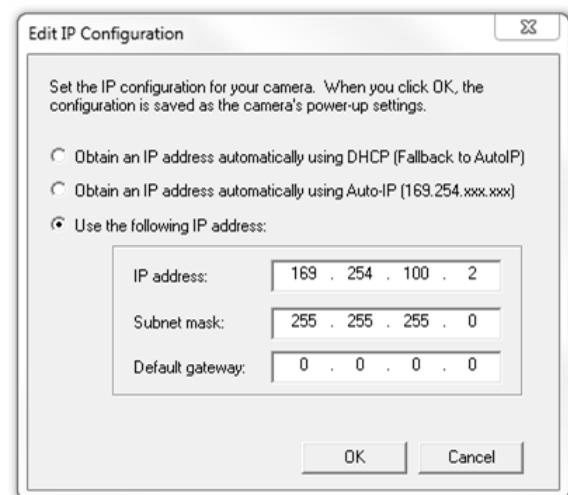 Edit IP Configuration
Set the IP configuration for your camera. When you click OK, the
configuration is saved as the camera's power-up settings.
Obtain an IP address automatically using DHCP (Fallback to AutoIP)
Obtain an IP address automatically using Auto-IP (169.254.xxx.xxx)
Use the following IP address:
IP address: 169 . 254 . 100 . 2
Subnet mask: 255 . 255 . 255 . 0
Default gateway: 0 . 0 . 0 . 0
OK Cancel